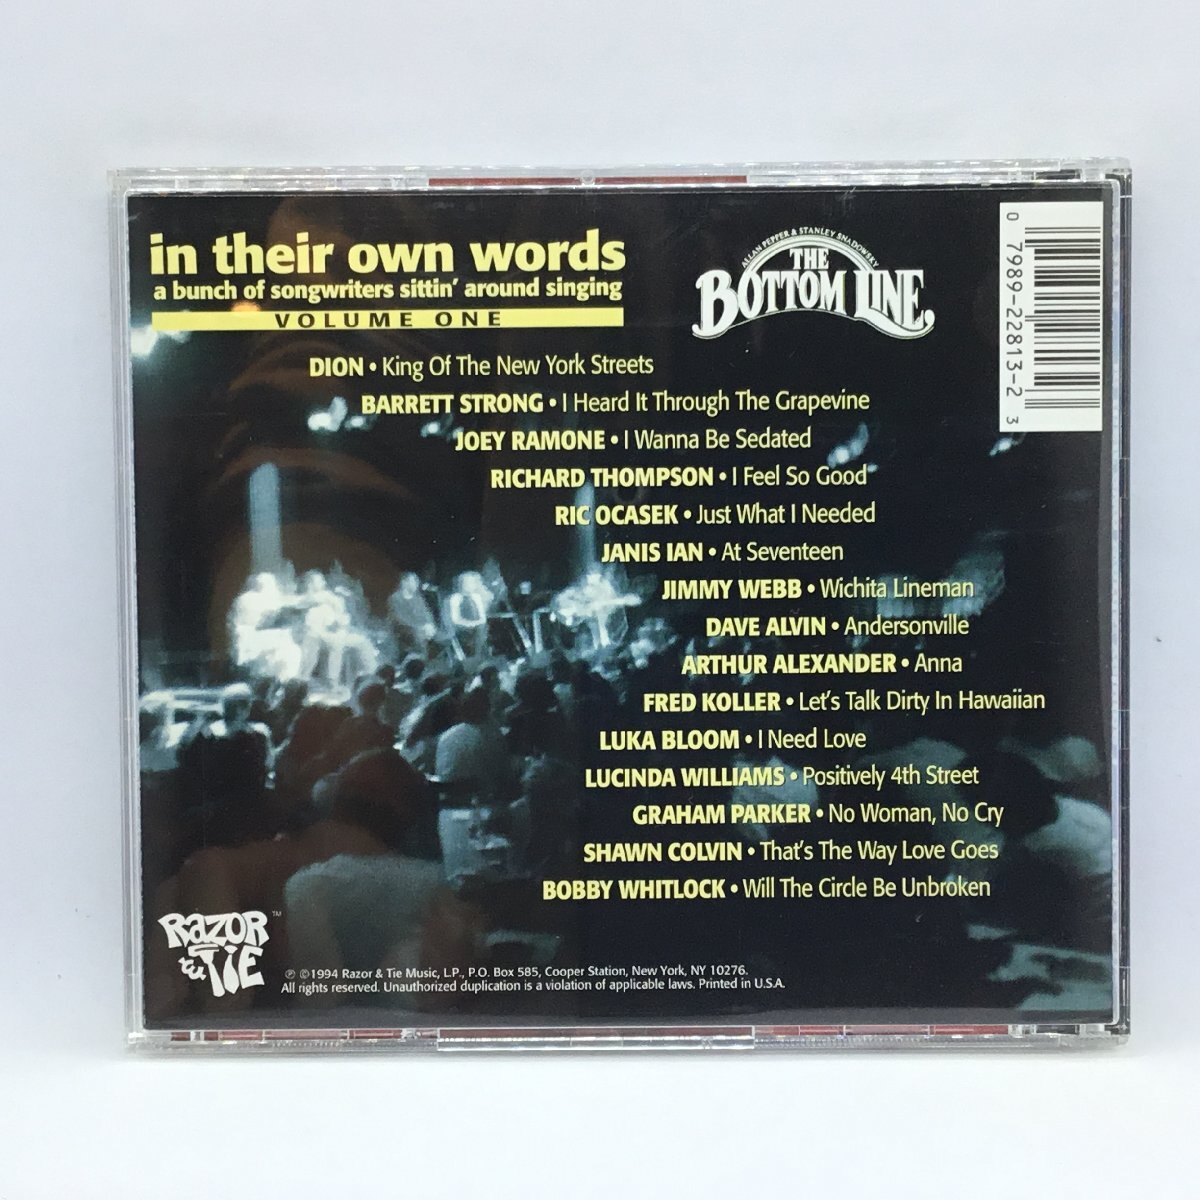 in their own words
a bunch of songwriters sittin' around singing
VOLUME ONE
ALLAN PEPPER & STANLEY SNADOWSKY
THE
BOTTOM LINE.
0 7989-22813-2 3
DION • King Of The New York Streets
BARRETT STRONG • I Heard It Through The Grapevine
JOEY RAMONE • I Wanna Be Sedated
RICHARD THOMPSON • I Feel So Good
RIC OCASEK • Just What I Needed
JANIS IAN • At Seventeen
JIMMY WEBB • Wichita Lineman
DAVE ALVIN • Andersonville
ARTHUR ALEXANDER • Anna
FRED KOLLER • Let's Talk Dirty In Hawaiian
LUKA BLOOM • I Need Love
LUCINDA WILLIAMS • Positively 4th Street
GRAHAM PARKER • No Woman, No Cry
SHAWN COLVIN • That's The Way Love Goes
BOBBY WHITLOCK • Will The Circle Be Unbroken
RAZOR ™
& TIE
℗ ©1994 Razor & Tie Music, L.P., P.O. Box 585, Cooper Station, New York, NY 10276.
All rights reserved. Unauthorized duplication is a violation of applicable laws. Printed in U.S.A.